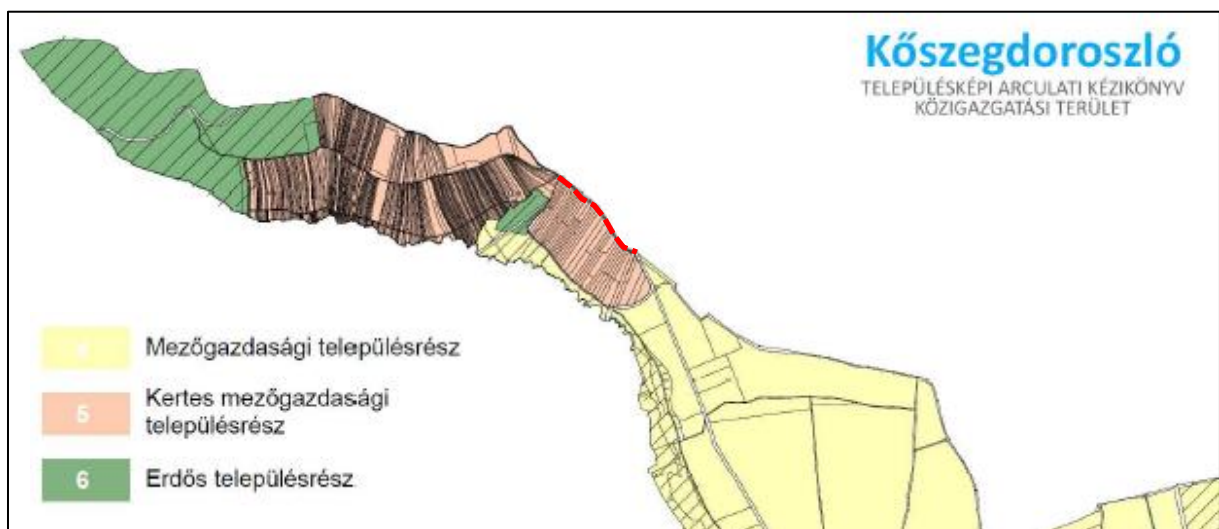 Kőszegdoroszló
TELEPÜLÉSKÉPI ARCULATI KÉZIKÖNYV
KÖZIGAZGATÁSI TERÜLET
Mezőgazdasági településrész
5 Kertes mezőgazdasági
településrész
6 Erdős településrész